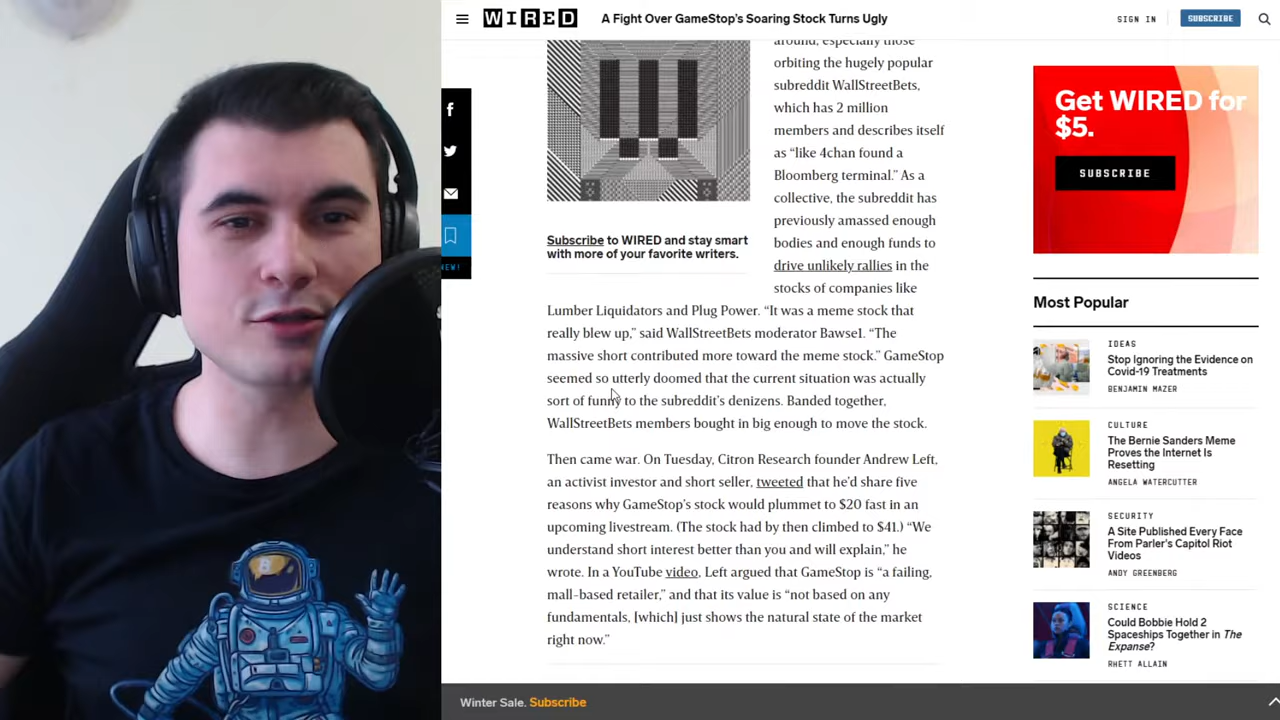 WIRED
A Fight Over GameStop’s Soaring Stock Turns Ugly
SIGN IN
SUBSCRIBE
around, especially those
orbiting the hugely popular
subreddit WallStreetBets,
which has 2 million
members and describes itself
as “like 4chan found a
Bloomberg terminal.” As a
collective, the subreddit has
previously amassed enough
bodies and enough funds to
drive unlikely rallies in the
stocks of companies like
Subscribe to WIRED and stay smart
with more of your favorite writers.
Lumber Liquidators and Plug Power. “It was a meme stock that
really blew up,” said WallStreetBets moderator Bawse1. “The
massive short contributed more toward the meme stock.” GameStop
seemed so utterly doomed that the current situation was actually
sort of funny to the subreddit’s denizens. Banded together,
WallStreetBets members bought in big enough to move the stock.
Then came war. On Tuesday, Citron Research founder Andrew Left,
an activist investor and short seller, tweeted that he’d share five
reasons why GameStop’s stock would plummet to $20 fast in an
upcoming livestream. (The stock had by then climbed to $41.) “We
understand short interest better than you and will explain,” he
wrote. In a YouTube video, Left argued that GameStop is “a failing,
mall-based retailer,” and that its value is “not based on any
fundamentals, [which] just shows the natural state of the market
right now.”
NEW!
Get WIRED for
$5.
SUBSCRIBE
Most Popular
IDEAS
Stop Ignoring the Evidence on
Covid-19 Treatments
BENJAMIN MAZER
CULTURE
The Bernie Sanders Meme
Proves the Internet Is
Resetting
ANGELA WATERCUTTER
SECURITY
A Site Published Every Face
From Parler’s Capitol Riot
Videos
ANDY GREENBERG
SCIENCE
Could Bobbie Hold 2
Spaceships Together in The
Expanse?
RHETT ALLAIN
Winter Sale. Subscribe